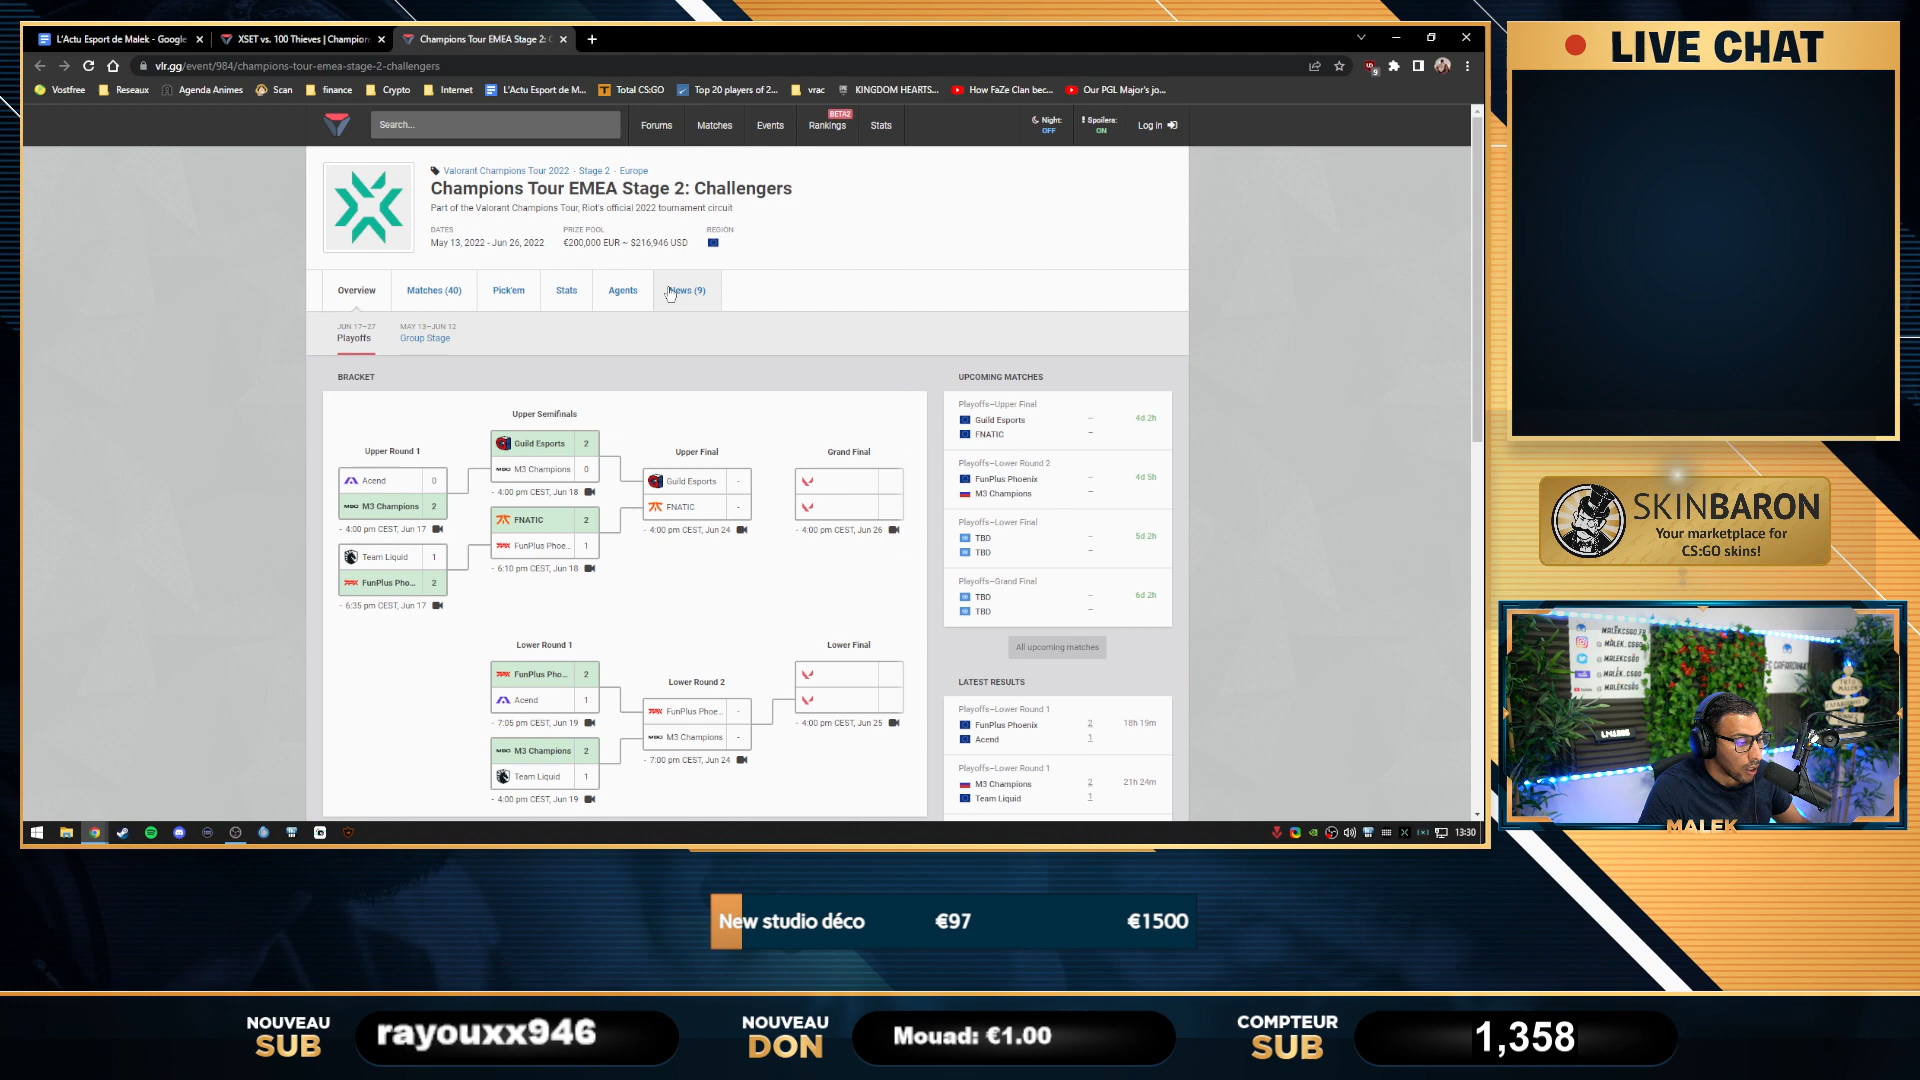 L'Actu Esport de Malek - Google
XSET vs. 100 Thieves | Champion
Champions Tour EMEA Stage 2: C
vlr.gg/event/984/champions-tour-emea-stage-2-challengers
Vostfree
Reseaux
Agenda Animes
Scan
finance
Crypto
Internet
L'Actu Esport de M...
Total CS:GO
Top 20 players of 2...
vrac
KINGDOM HEARTS...
How FaZe Clan bec...
Our PGL Major's jo...
Search...
Forums
Matches
Events
BETA2
Rankings
Stats
Night:
OFF
Spoilers:
ON
Log in
Valorant Champions Tour 2022 · Stage 2 · Europe
Champions Tour EMEA Stage 2: Challengers
Part of the Valorant Champions Tour, Riot's official 2022 tournament circuit
DATES
May 13, 2022 - Jun 26, 2022
PRIZE POOL
€200,000 EUR ~ $216,946 USD
REGION
Overview
Matches (40)
Pick'em
Stats
Agents
News (9)
JUN 17–27
Playoffs
MAY 13–JUN 12
Group Stage
BRACKET
Upper Round 1
Acend 0
M3 Champions 2
- 4:00 pm CEST, Jun 17
Team Liquid 1
FunPlus Pho... 2
- 6:35 pm CEST, Jun 17
Upper Semifinals
Guild Esports 2
M3 Champions 0
- 4:00 pm CEST, Jun 18
FNATIC 2
FunPlus Phoe... 1
- 6:10 pm CEST, Jun 18
Upper Final
Guild Esports -
FNATIC -
- 4:00 pm CEST, Jun 24
Grand Final
- 4:00 pm CEST, Jun 26
Lower Round 1
FunPlus Pho... 2
Acend 1
- 7:05 pm CEST, Jun 19
M3 Champions 2
Team Liquid 1
- 4:00 pm CEST, Jun 19
Lower Round 2
FunPlus Phoe... -
M3 Champions -
- 7:00 pm CEST, Jun 24
Lower Final
- 4:00 pm CEST, Jun 25
UPCOMING MATCHES
Playoffs–Upper Final
Guild Esports – 4d 2h
FNATIC –
Playoffs–Lower Round 2
FunPlus Phoenix – 4d 5h
M3 Champions –
Playoffs–Lower Final
TBD – 5d 2h
TBD –
Playoffs–Grand Final
TBD – 6d 2h
TBD –
All upcoming matches
LATEST RESULTS
Playoffs–Lower Round 1
FunPlus Phoenix 2 18h 19m
Acend 1
Playoffs–Lower Round 1
M3 Champions 2 21h 24m
Team Liquid 1
13:30
LIVE CHAT
SKINBARON
Your marketplace for
CS:GO skins!
MALEKCSGO.FR
MALEK_CSGO
MALEKCSGO
MALEK_CSGO
MALEKCSGO
MALEK
New studio déco €97 €1500
NOUVEAU
SUB
rayouxx946
NOUVEAU
DON
Mouad: €1.00
COMPTEUR
SUB
1,358